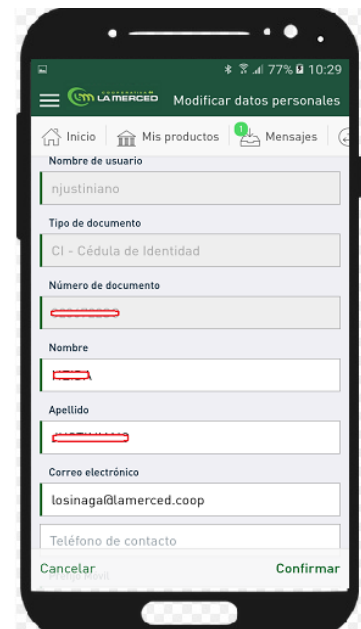 77% 10:29
COOPERATIVA
LA MERCED Modificar datos personales
Inicio Mis productos 1 Mensajes
Nombre de usuario
njustiniano
Tipo de documento
CI - Cédula de Identidad
Número de documento
Nombre
Apellido
Correo electrónico
losinaga@lamerced.coop
Teléfono de contacto
Cancelar Confirmar